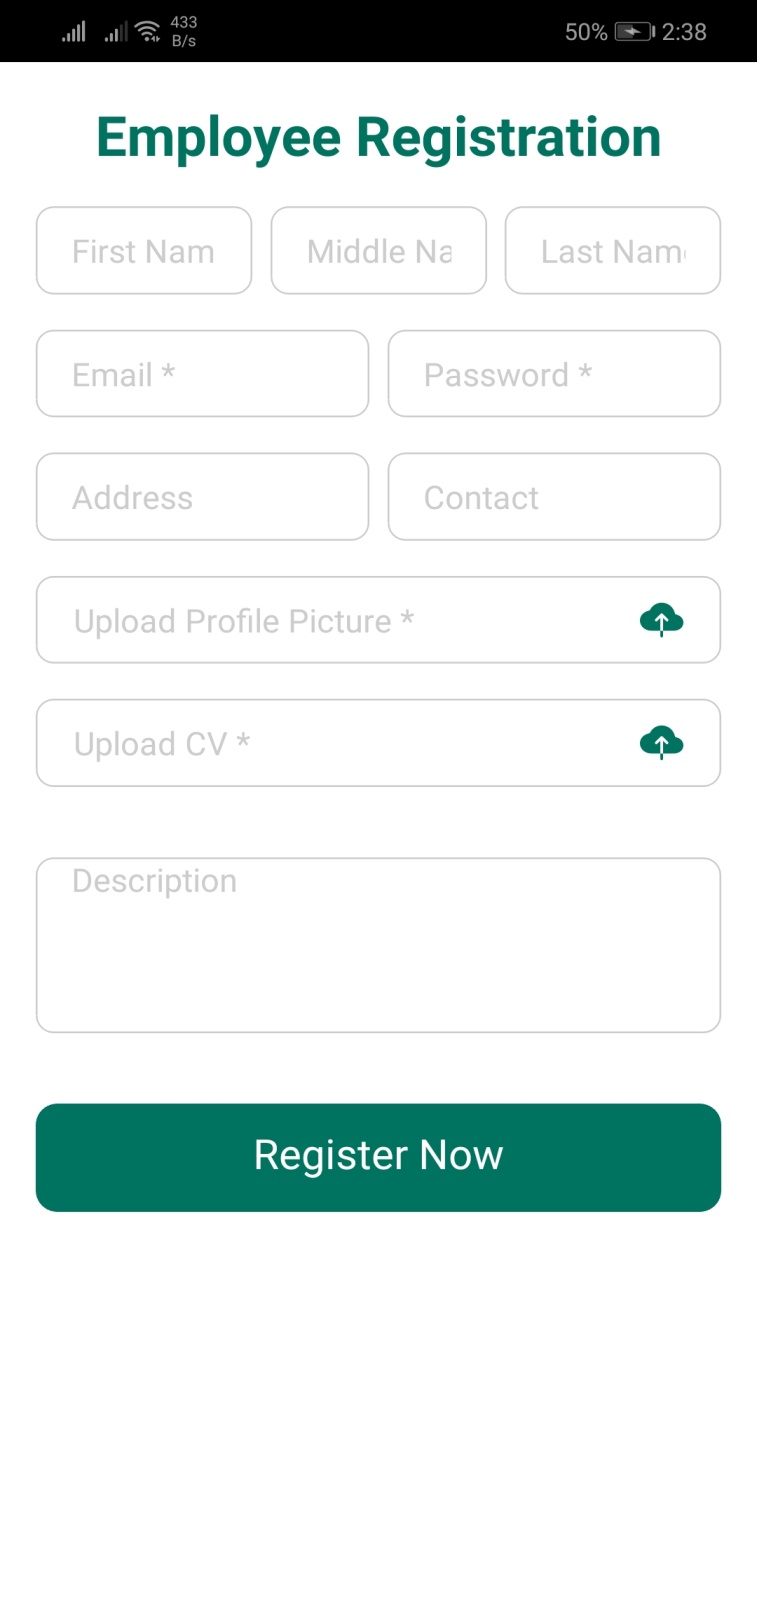 433
B/s
50%
2:38
Employee Registration
First Nam
Middle Na
Last Nam
Email *
Password *
Address
Contact
Upload Profile Picture *
Upload CV *
Description
Register Now